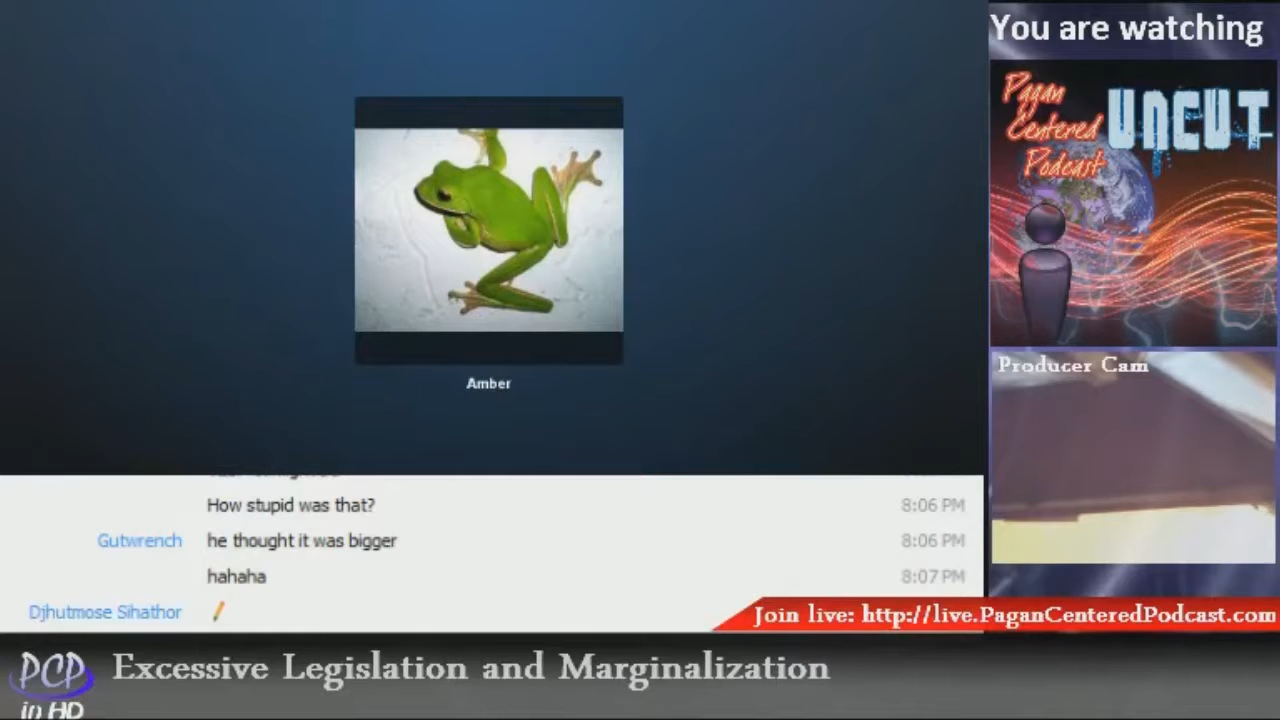 You are watching
Pagan
Centered
Podcast
UNCUT
Producer Cam
Amber
How stupid was that?
8:06 PM
Gutwrench
he thought it was bigger
8:06 PM
hahaha
8:07 PM
Djhutmose Sihathor
Join live: http://live.PaganCenteredPodcast.com
PCP
in HD
Excessive Legislation and Marginalization